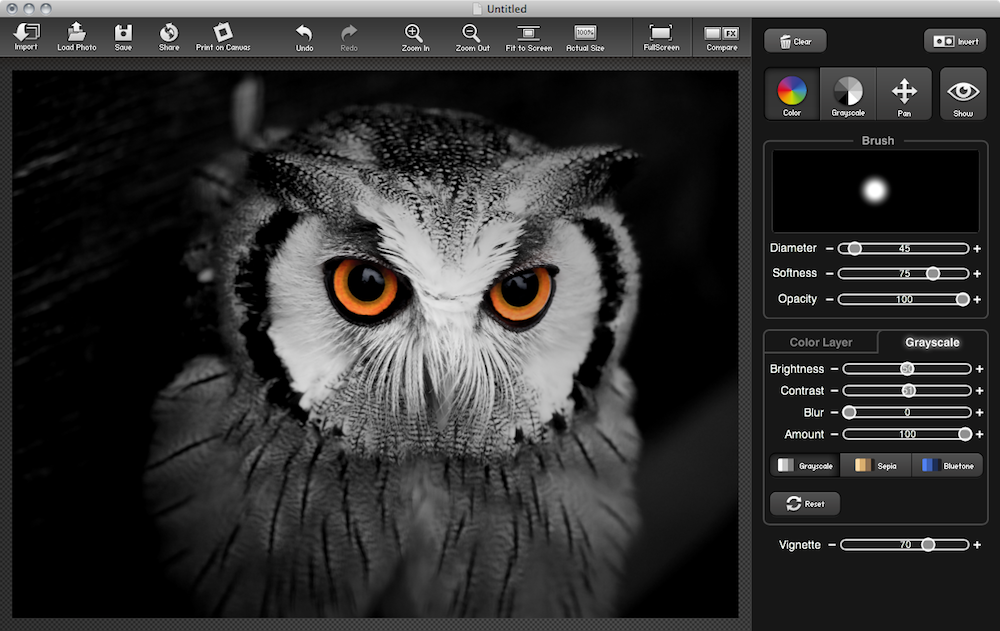 Untitled
Import Load Photo Save Share Print on Canvas Undo Redo Zoom In Zoom Out Fit to Screen 100% Actual Size FullScreen FX Compare
Clear Invert
Color Grayscale Pan Show
Brush
Diameter − 45 +
Softness − 75 +
Opacity − 100 +
Color Layer Grayscale
Brightness − 50 +
Contrast − 51 +
Blur − 0 +
Amount − 100 +
Grayscale Sepia Bluetone
Reset
Vignette − 70 +